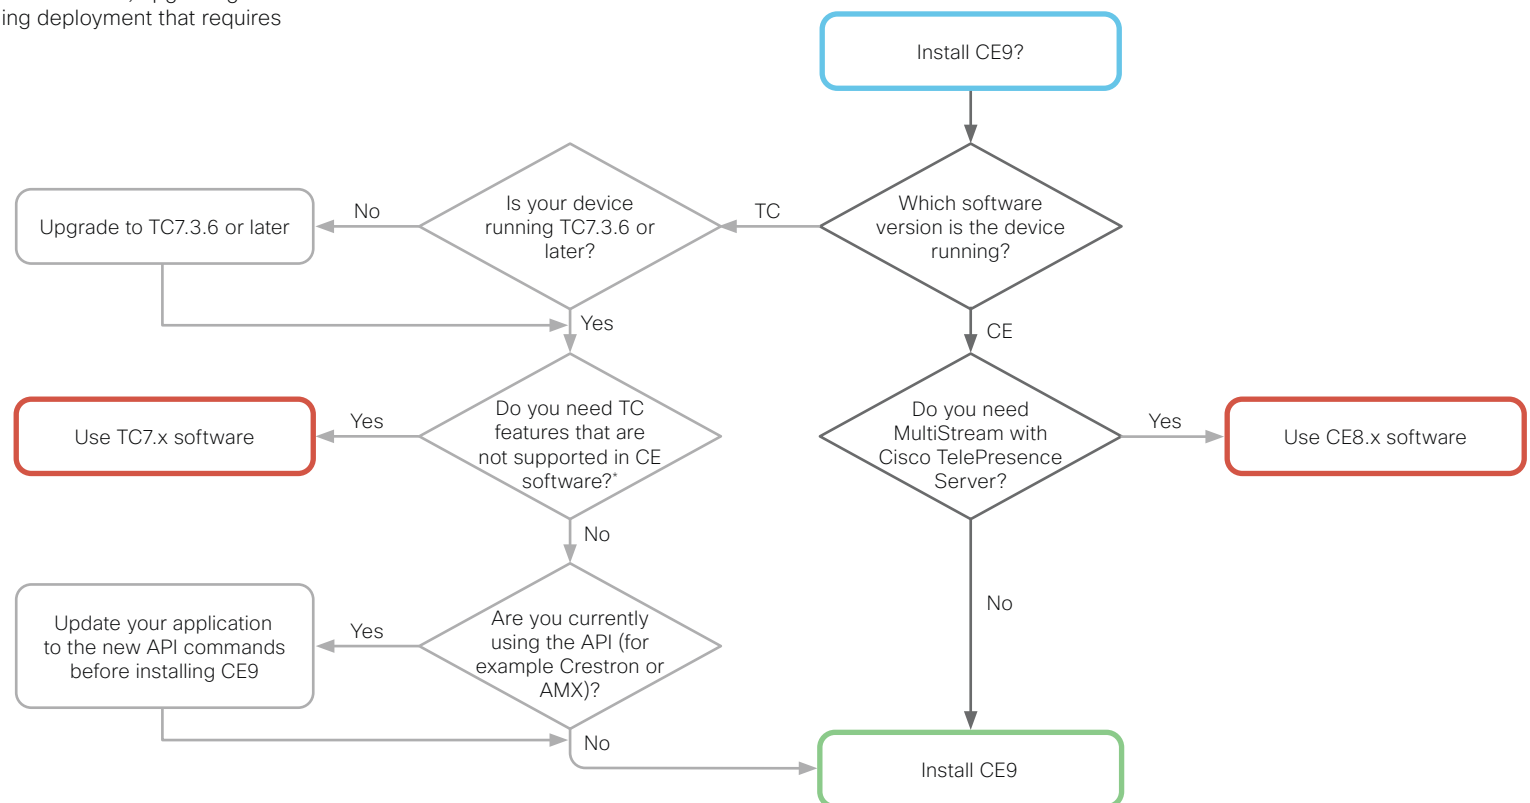 ing deployment that requires
Install CE9?
Which software
version is the device
running?
TC
Is your device
running TC7.3.6 or
later?
No
Upgrade to TC7.3.6 or later
Yes
CE
Do you need TC
features that are
not supported in CE
software?*
Yes
Use TC7.x software
Do you need
MultiStream with
Cisco TelePresence
Server?
Yes
Use CE8.x software
No
Are you currently
using the API (for
example Crestron or
AMX)?
Yes
Update your application
to the new API commands
before installing CE9
No
No
Install CE9